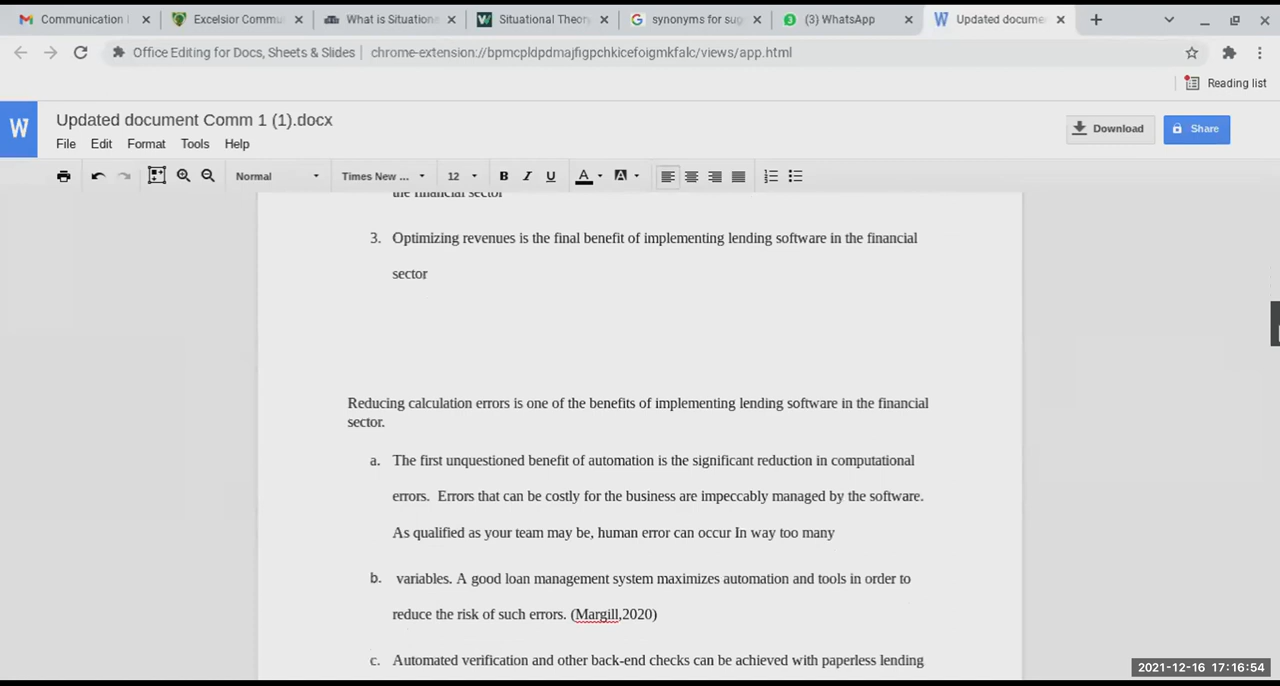 Communication
Excelsior Commu
What is Situatione
Situational Theor
synonyms for sug
(3) WhatsApp
Updated docume
Office Editing for Docs, Sheets & Slides
chrome-extension://bpmcpldpdmajfigpchkicefoigmkfalc/views/app.html
Reading list
W
Updated document Comm 1 (1).docx
File Edit Format Tools Help
Download
Share
Normal
Times New ...
12
B I U A A
the financial sector
3. Optimizing revenues is the final benefit of implementing lending software in the financial
sector
Reducing calculation errors is one of the benefits of implementing lending software in the financial
sector.
a. The first unquestioned benefit of automation is the significant reduction in computational
errors.  Errors that can be costly for the business are impeccably managed by the software.
As qualified as your team may be, human error can occur In way too many
b. variables. A good loan management system maximizes automation and tools in order to
reduce the risk of such errors. (Margill,2020)
c. Automated verification and other back-end checks can be achieved with paperless lending
2021-12-16 17:16:54